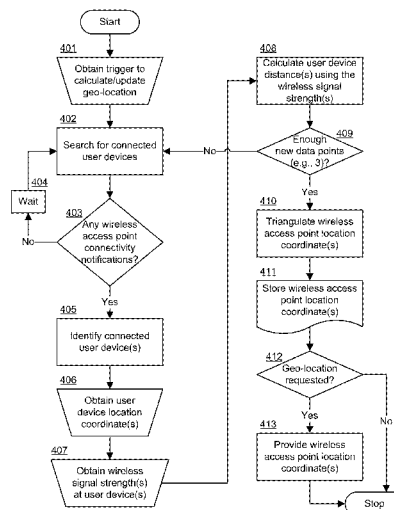 Start
401
Obtain trigger to
calculate/update
geo-location
402
Search for connected
user devices
404
Wait
403
Any wireless
access point
connectivity
notifications?
No
Yes
405
Identify connected
user device(s)
406
Obtain user
device location
coordinate(s)
407
Obtain wireless
signal strength(s)
at user device(s)
408
Calculate user device
distance(s) using the
wireless signal
strength(s)
409
Enough
new data points
(e.g., 3)?
No
Yes
410
Triangulate wireless
access point location
coordinate(s)
411
Store wireless access
point location
coordinate(s)
412
Geo-location
requested?
No
Yes
413
Provide wireless
access point location
coordinate(s)
Stop